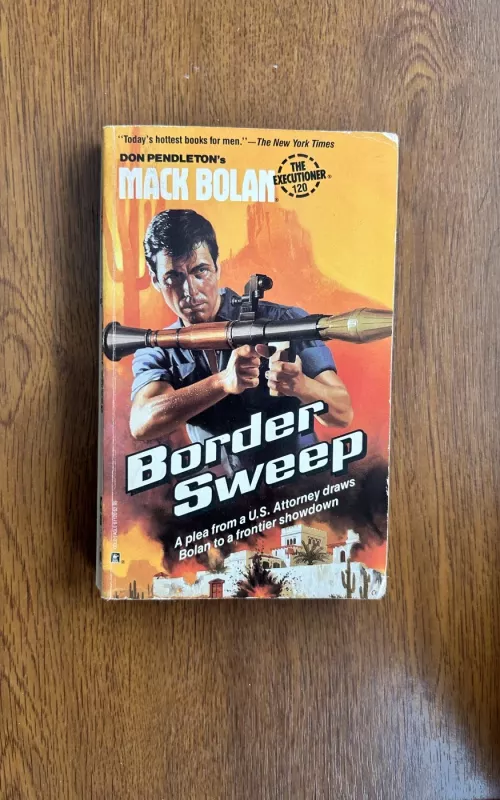 "Today's hottest books for men."—The New York Times
DON PENDLETON's
MACK BOLAN®
THE
EXECUTIONER®
120
Border
Sweep
A plea from a U.S. Attorney draws
Bolan to a frontier showdown